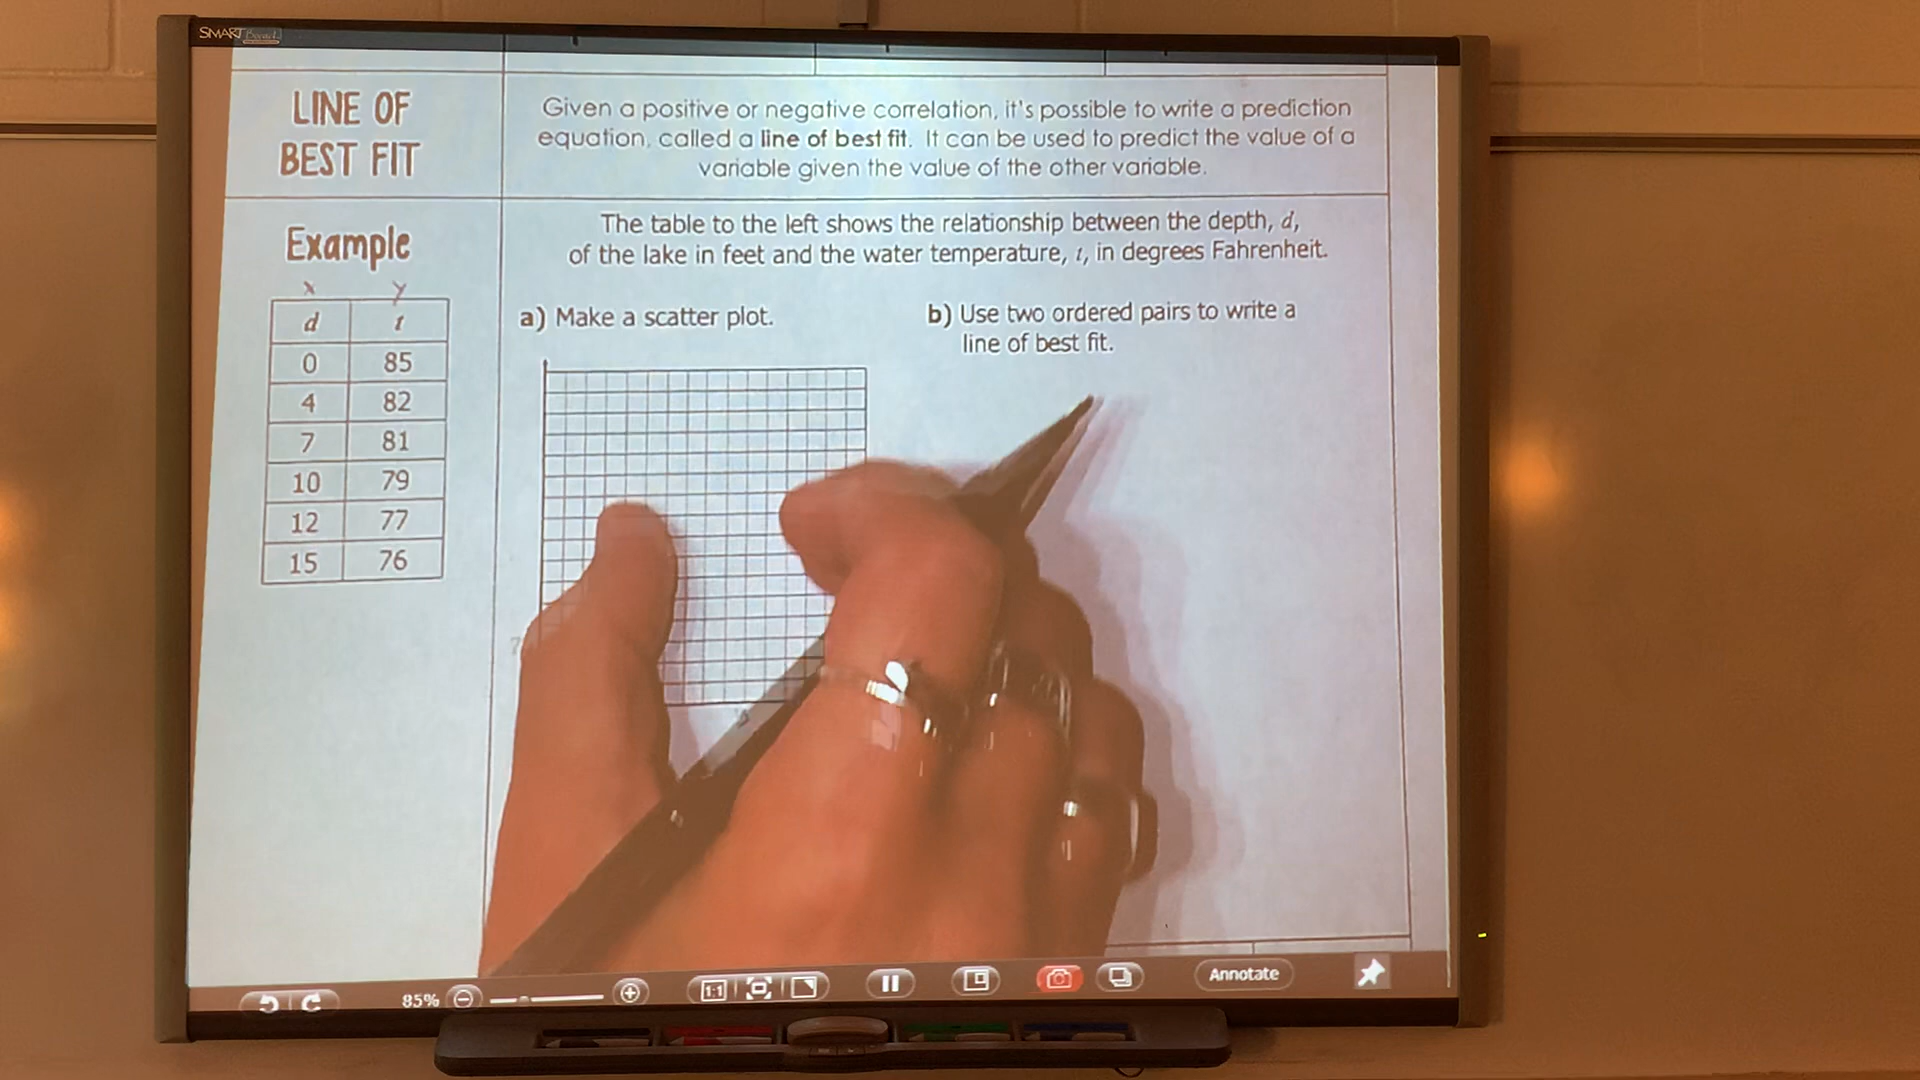 SMART Board
LINE OF
BEST FIT
Given a positive or negative correlation, it's possible to write a prediction
equation, called a line of best fit. It can be used to predict the value of a
variable given the value of the other variable.
Example
The table to the left shows the relationship between the depth, d,
of the lake in feet and the water temperature, t, in degrees Fahrenheit.
x y
d t
0 85
4 82
7 81
10 79
12 77
15 76
a) Make a scatter plot.
b) Use two ordered pairs to write a
line of best fit.
85%
1:1
Annotate